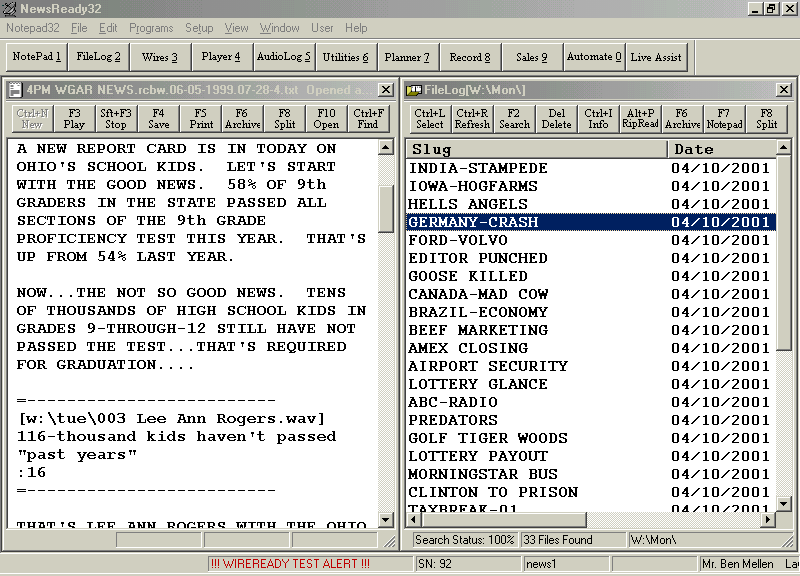 NewsReady32
Notepad32 File Edit Programs Setup View Window User Help
NotePad 1 FileLog 2 Wires 3 Player 4 AudioLog 5 Utilities 6 Planner 7 Record 8 Sales 9 Automate 0 Live Assist
4PM WGAR NEWS.rcbw.06-05-1999.07-28-4.txt Opened a...
Ctrl+N New F3 Play Sft+F3 Stop F4 Save F5 Print F6 Archive F8 Split F10 Open Ctrl+F Find
A NEW REPORT CARD IS IN TODAY ON
OHIO'S SCHOOL KIDS. LET'S START
WITH THE GOOD NEWS. 58% OF 9th
GRADERS IN THE STATE PASSED ALL
SECTIONS OF THE 9th GRADE
PROFICIENCY TEST THIS YEAR. THAT'S
UP FROM 54% LAST YEAR.
NOW...THE NOT SO GOOD NEWS. TENS
OF THOUSANDS OF HIGH SCHOOL KIDS IN
GRADES 9-THROUGH-12 STILL HAVE NOT
PASSED THE TEST...THAT'S REQUIRED
FOR GRADUATION....
=-------------------------
[w:\tue\003 Lee Ann Rogers.wav]
116-thousand kids haven't passed
"past years"
:16
=-------------------------
THAT'S LEE ANN ROGERS WITH THE OHIO
FileLog[W:\Mon\]
Ctrl+L Select Ctrl+R Refresh F2 Search Del Delete Ctrl+I Info Alt+P RipRead F6 Archive F7 Notepad F8 Split
Slug Date
INDIA-STAMPEDE 04/10/2001
IOWA-HOGFARMS 04/10/2001
HELLS ANGELS 04/10/2001
GERMANY-CRASH 04/10/2001
FORD-VOLVO 04/10/2001
EDITOR PUNCHED 04/10/2001
GOOSE KILLED 04/10/2001
CANADA-MAD COW 04/10/2001
BRAZIL-ECONOMY 04/10/2001
BEEF MARKETING 04/10/2001
AMEX CLOSING 04/10/2001
AIRPORT SECURITY 04/10/2001
LOTTERY GLANCE 04/10/2001
ABC-RADIO 04/10/2001
PREDATORS 04/10/2001
GOLF TIGER WOODS 04/10/2001
LOTTERY PAYOUT 04/10/2001
MORNINGSTAR BUS 04/10/2001
CLINTON TO PRISON 04/10/2001
TAXBREAK-01 04/10/2001
Search Status: 100% 33 Files Found W:\Mon\
!!! WIREREADY TEST ALERT !!! SN: 92 news1 Mr. Ben Mellen La